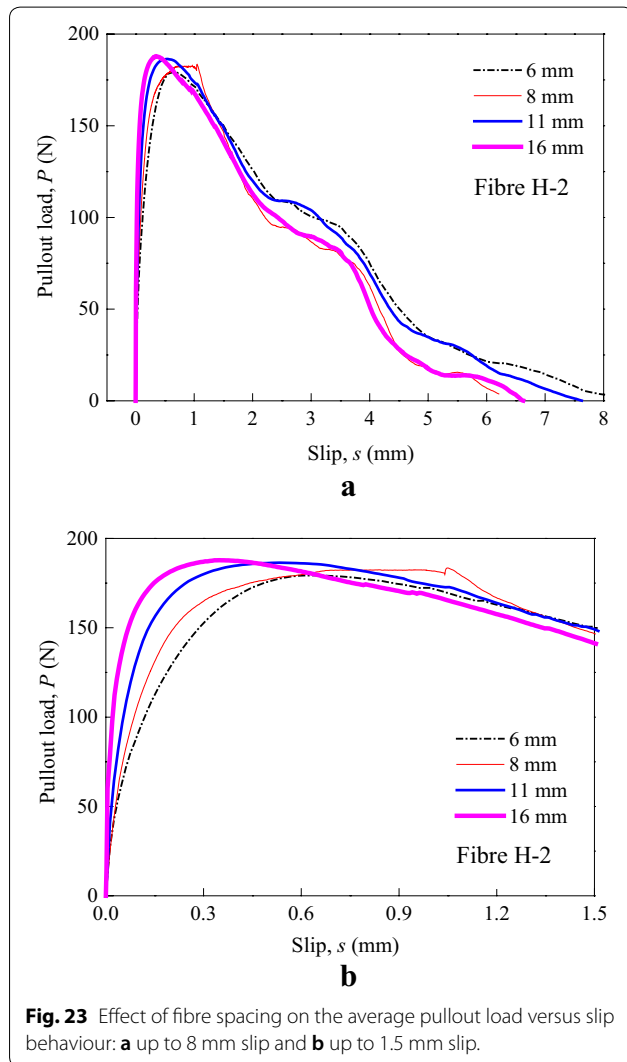 200
150
100
50
0
Pullout load, P (N)
6 mm
8 mm
11 mm
16 mm
Fibre H-2
0 1 2 3 4 5 6 7 8
Slip, s (mm)
a
200
150
100
50
0
Pullout load, P (N)
6 mm
8 mm
11 mm
16 mm
Fibre H-2
0.0 0.3 0.6 0.9 1.2 1.5
Slip, s (mm)
b
Fig. 23 Effect of fibre spacing on the average pullout load versus slip
behaviour: a up to 8 mm slip and b up to 1.5 mm slip.